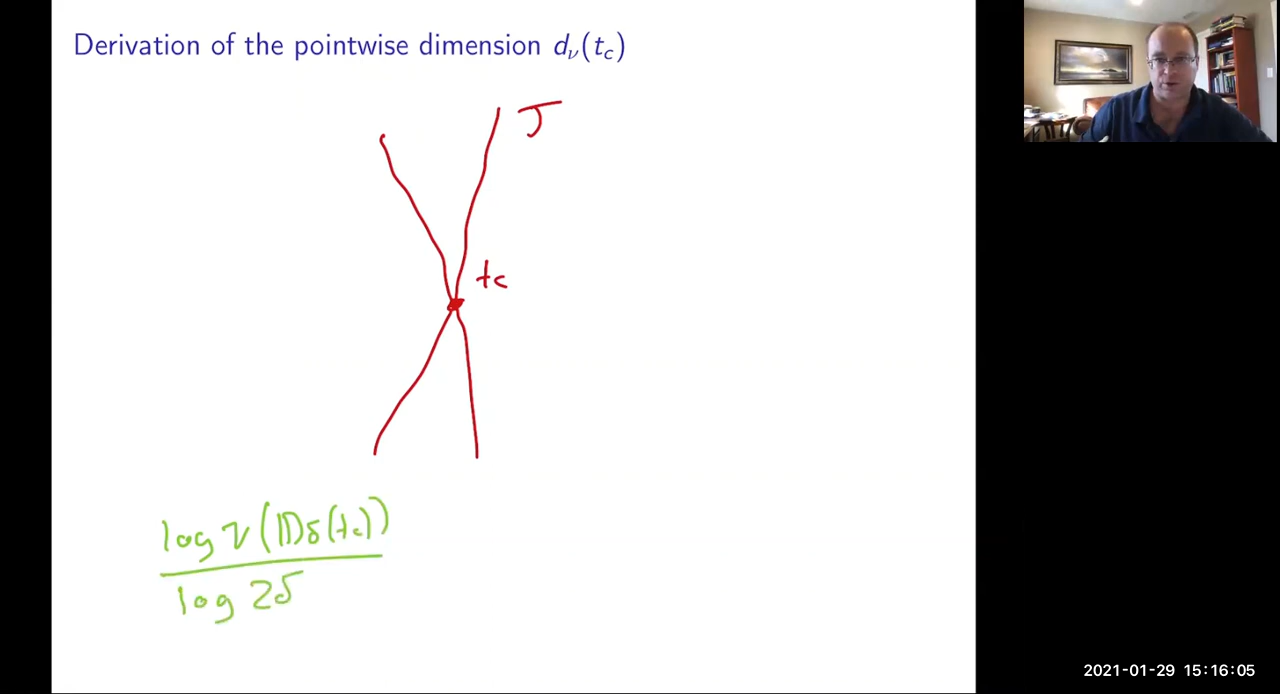 Derivation of the pointwise dimension dν(tc)
J
tc
log ν(𝔻δ(tc))
log 2δ
2021-01-29 15:16:05